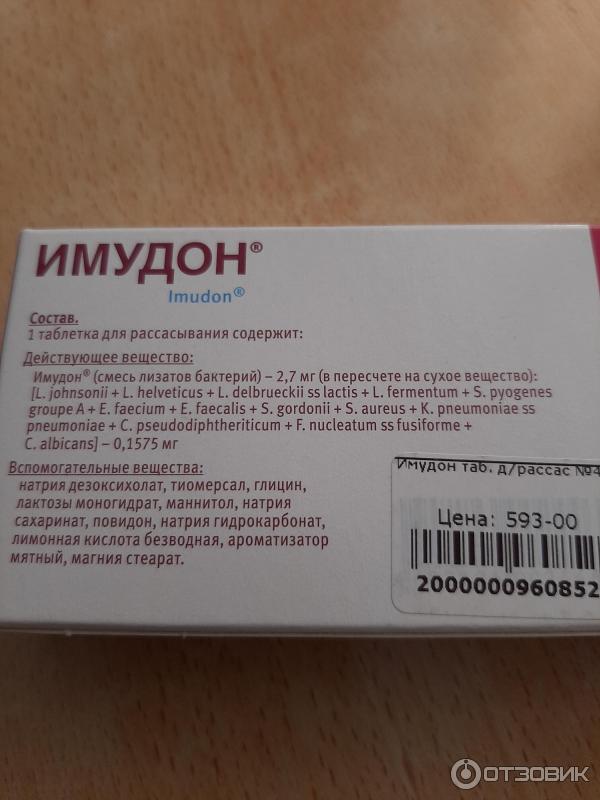 ИМУДОН®
Imudon®
Состав.
1 таблетка для рассасывания содержит:
Действующее вещество:
Имудон® (смесь лизатов бактерий) – 2,7 мг (в пересчете на сухое вещество):
[L. johnsonii + L. helveticus + L. delbrueckii ss lactis + L. fermentum + S. pyogenes
groupe A + E. faecium + E. faecalis + S. gordonii + S. aureus + K. pneumoniae ss
pneumoniae + C. pseudodiphtheriticum + F. nucleatum ss fusiforme +
C. albicans] – 0,1575 мг
Вспомогательные вещества:
натрия дезоксихолат, тиомерсал, глицин,
лактозы моногидрат, маннитол, натрия
сахаринат, повидон, натрия гидрокарбонат,
лимонная кислота безводная, ароматизатор
мятный, магния стеарат.
Имудон таб. д/рассас №4
Цена: 593-00
2000000960852
ОТЗОВИК